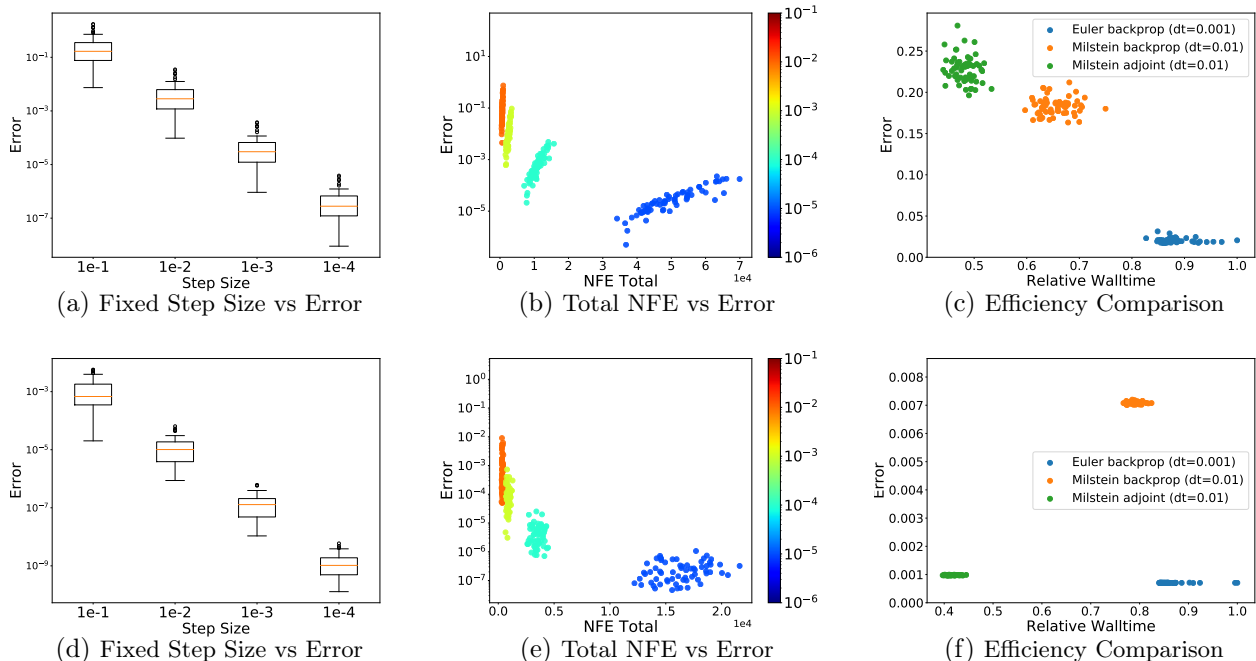 Error
10⁻¹
10⁻³
10⁻⁵
10⁻⁷
1e-1 1e-2 1e-3 1e-4
Step Size
(a) Fixed Step Size vs Error
Error
10¹
10⁻¹
10⁻³
10⁻⁵
0 1 2 3 4 5 6 7
1e4
NFE Total
10⁻¹
10⁻²
10⁻³
10⁻⁴
10⁻⁵
10⁻⁶
(b) Total NFE vs Error
Error
0.25
0.20
0.15
0.10
0.05
0.00
Euler backprop (dt=0.001)
Milstein backprop (dt=0.01)
Milstein adjoint (dt=0.01)
0.5 0.6 0.7 0.8 0.9 1.0
Relative Walltime
(c) Efficiency Comparison
Error
10⁻³
10⁻⁵
10⁻⁷
10⁻⁹
1e-1 1e-2 1e-3 1e-4
Step Size
(d) Fixed Step Size vs Error
Error
10⁰
10⁻¹
10⁻²
10⁻³
10⁻⁴
10⁻⁵
10⁻⁶
10⁻⁷
0.0 0.5 1.0 1.5 2.0
1e4
NFE Total
10⁻¹
10⁻²
10⁻³
10⁻⁴
10⁻⁵
10⁻⁶
(e) Total NFE vs Error
Error
0.008
0.007
0.006
0.005
0.004
0.003
0.002
0.001
0.000
Euler backprop (dt=0.001)
Milstein backprop (dt=0.01)
Milstein adjoint (dt=0.01)
0.4 0.5 0.6 0.7 0.8 0.9 1.0
Relative Walltime
(f) Efficiency Comparison